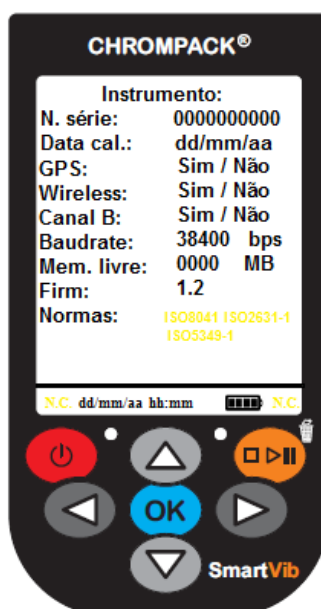 CHROMPACK®
Instrumento:
N. série: 0000000000
Data cal.: dd/mm/aa
GPS: Sim / Não
Wireless: Sim / Não
Canal B: Sim / Não
Baudrate: 38400 bps
Mem. livre: 0000 MB
Firm: 1.2
Normas: ISO8041 ISO2631-1
ISO5349-1
N.C. dd/mm/aa hh:mm N.C.
OK
SmartVib